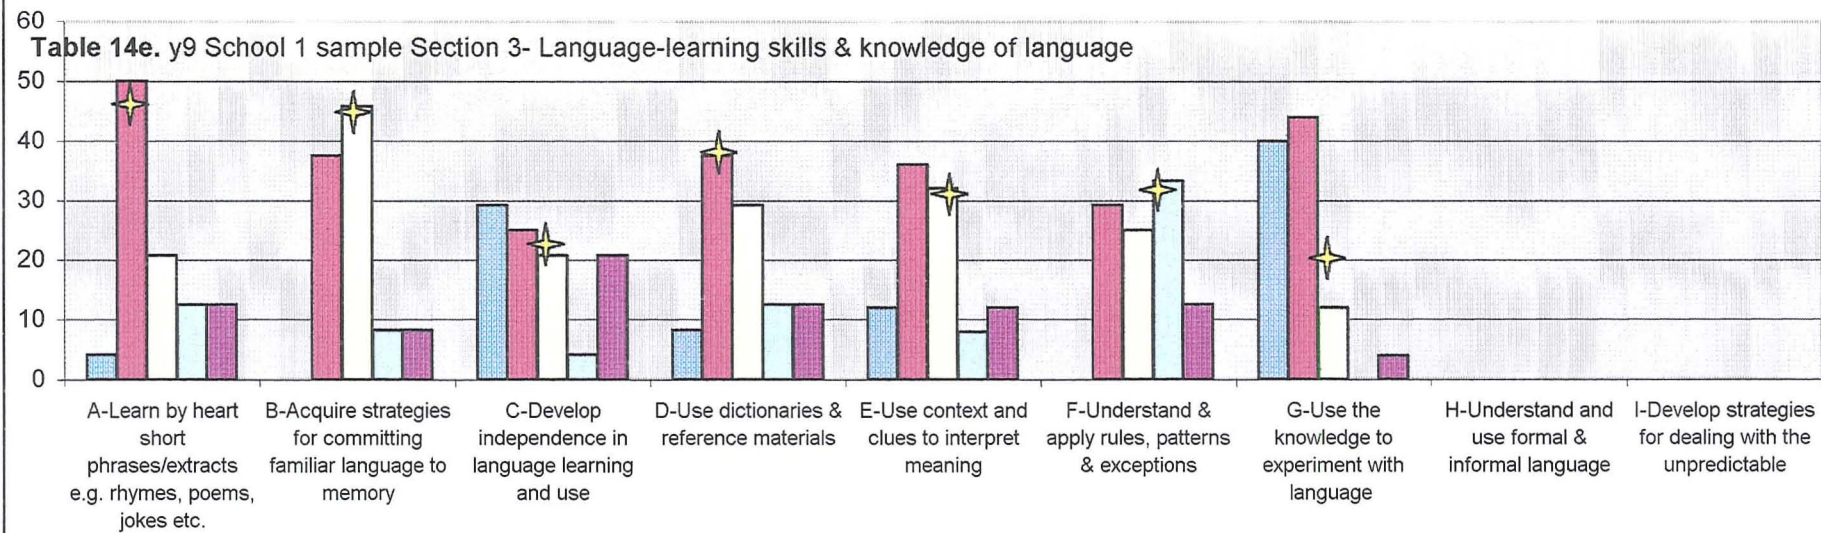 60
Table 14e. y9 School 1 sample Section 3- Language-learning skills & knowledge of language
50
40
30
20
10
0
A-Learn by heart
short
phrases/extracts
e.g. rhymes, poems,
jokes etc.
B-Acquire strategies
for committing
familiar language to
memory
C-Develop
independence in
language learning
and use
D-Use dictionaries &
reference materials
E-Use context and
clues to interpret
meaning
F-Understand &
apply rules, patterns
& exceptions
G-Use the
knowledge to
experiment with
language
H-Understand and
use formal &
informal language
I-Develop strategies
for dealing with the
unpredictable